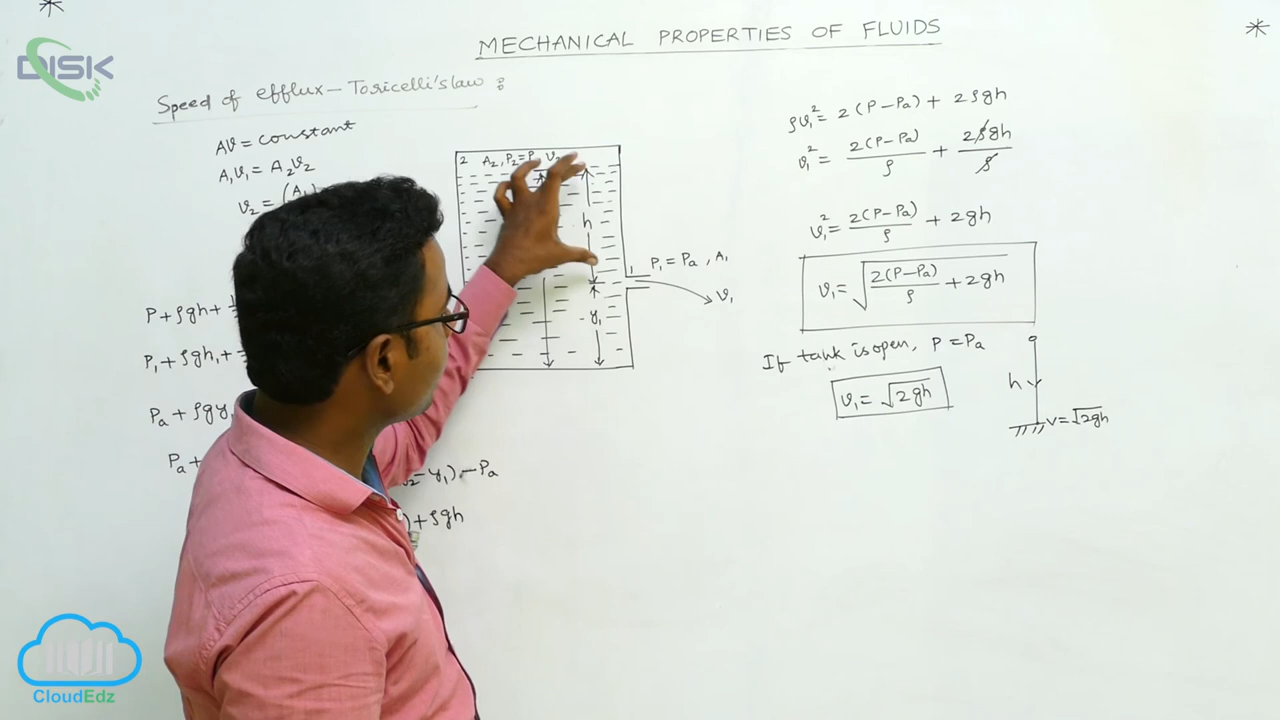 MECHANICAL PROPERTIES OF FLUIDS
DISK
Speed of efflux – Toricelli's law :
Av = constant
A₁v₁ = A₂v₂
v₂ = (A₁
P + ρgh +
P₁ + ρgh₁ +
Pₐ + ρgy₁
Pₐ +
– y₁) – Pₐ
) + ρgh
2 A₂, P₂ = P
h
y₁
1
P₁ = Pₐ , A₁
v₁
ρv₁² = 2(P–Pₐ) + 2ρgh
v₁² = 2(P–Pₐ)/ρ + 2ρgh/ρ
v₁² = 2(P–Pₐ)/ρ + 2gh
v₁ = √(2(P–Pₐ)/ρ + 2gh)
If tank is open, P = Pₐ
v₁ = √2gh
h
v = √2gh
CloudEdz